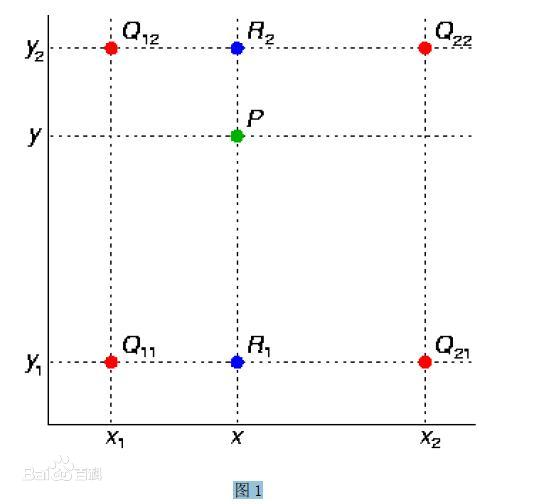 Q12 R2 Q22
y2
P
y
Q11 R1 Q21
y1
x1 x x2
Bai百科
图1